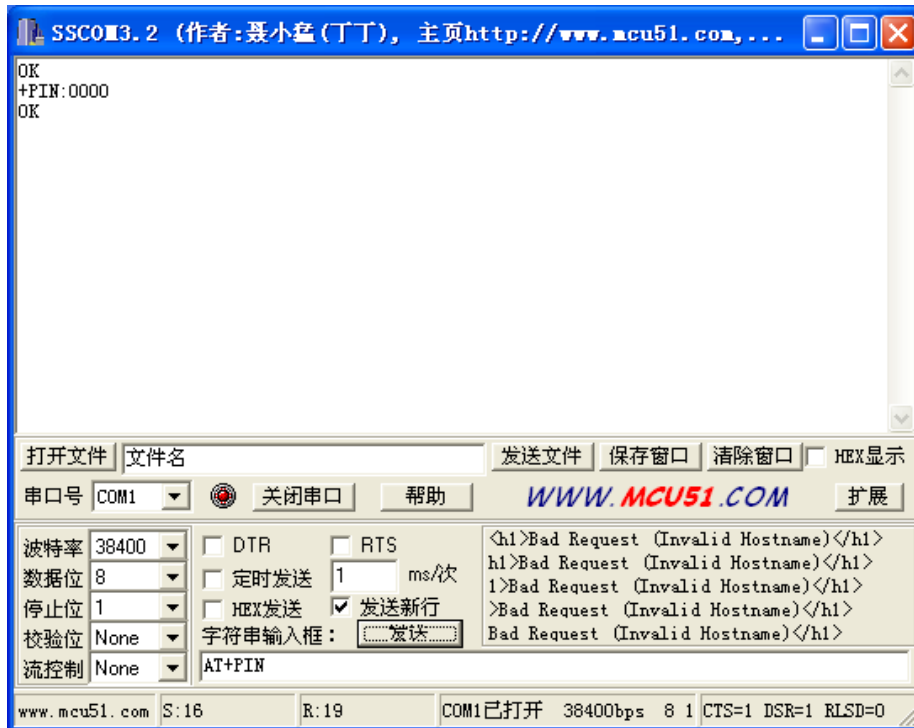 SSCOM3.2 (作者:聂小猛(丁丁), 主页http://www.mcu51.com,...
OK
+PIN:0000
OK
打开文件 文件名 发送文件 保存窗口 清除窗口 HEX显示
串口号 COM1 关闭串口 帮助 WWW.MCU51.COM 扩展
波特率 38400 DTR RTS
数据位 8 定时发送 1 ms/次
停止位 1 HEX发送 发送新行
校验位 None 字符串输入框: 发送
流控制 None AT+PIN
<h1>Bad Request (Invalid Hostname)</h1>
h1>Bad Request (Invalid Hostname)</h1>
1>Bad Request (Invalid Hostname)</h1>
>Bad Request (Invalid Hostname)</h1>
Bad Request (Invalid Hostname)</h1>
www.mcu51.com S:16 R:19 COM1已打开 38400bps 8 1 CTS=1 DSR=1 RLSD=0